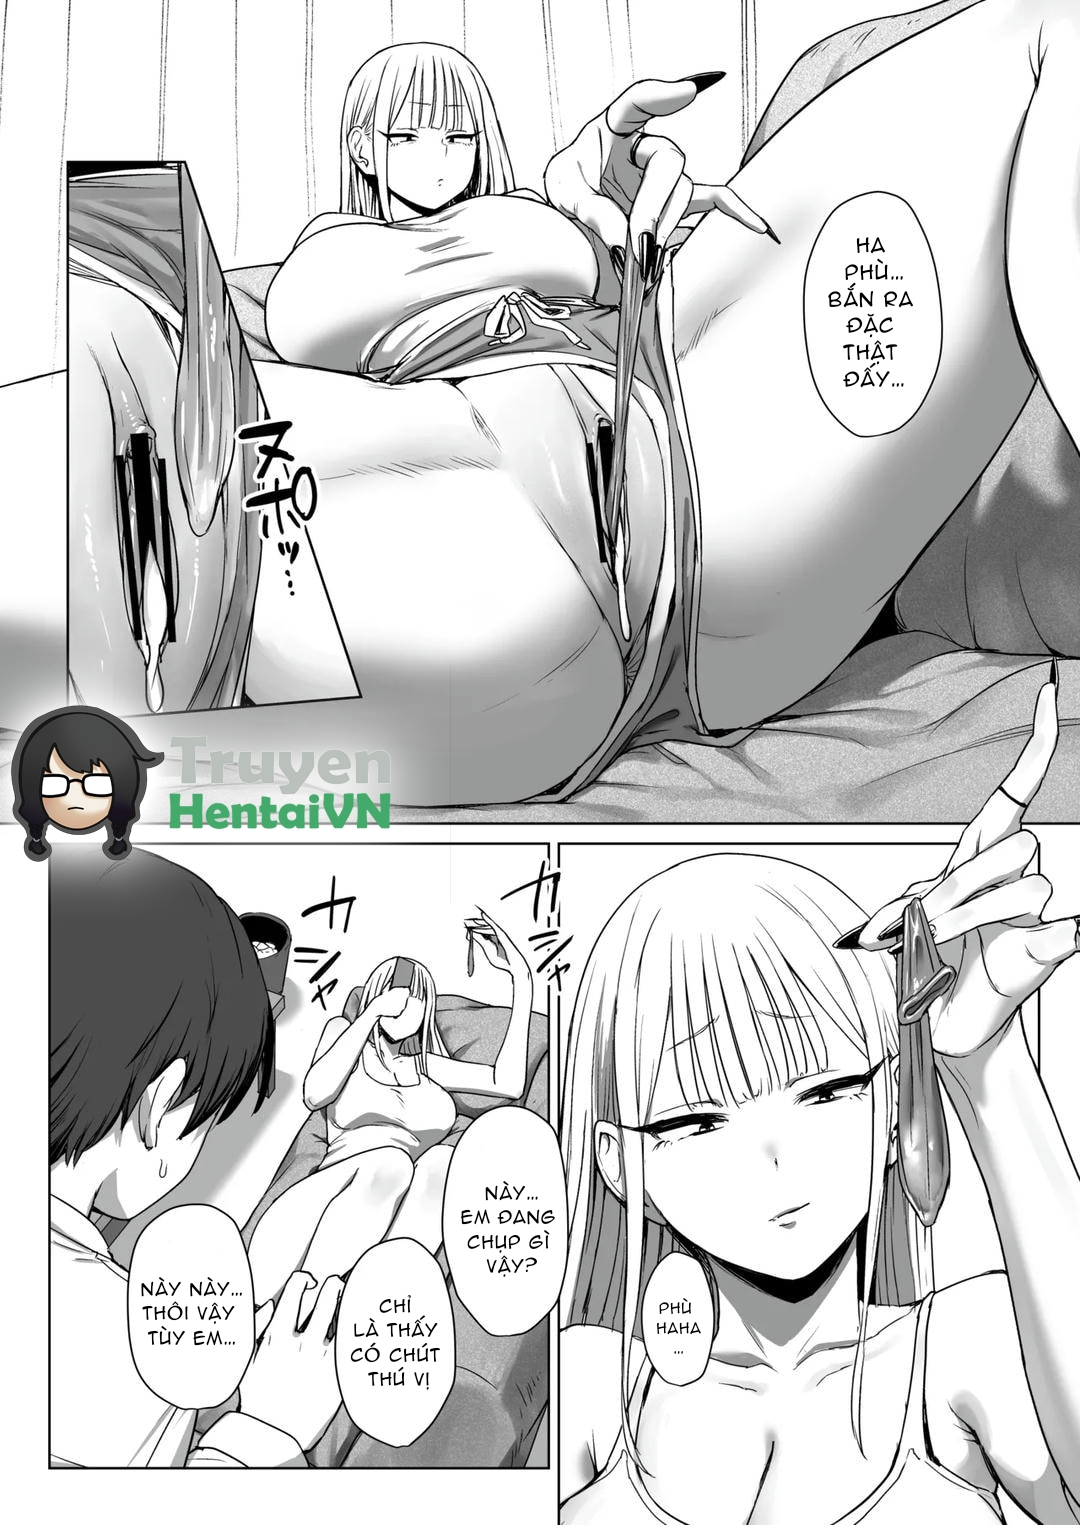 HA
PHÙ...
BẮN RA
ĐẶC
THẬT
ĐẤY...
ヌポッ...
Truyen
HentaiVN
カシャ
カシャ
NÀY...
EM ĐANG
CHỤP GÌ
VẬY?
CHỈ
LÀ THẤY
CÓ CHÚT
THÚ VỊ
NÀY NÀY...
THÔI VẬY
TÙY EM...
PHÙ
HAHA
...